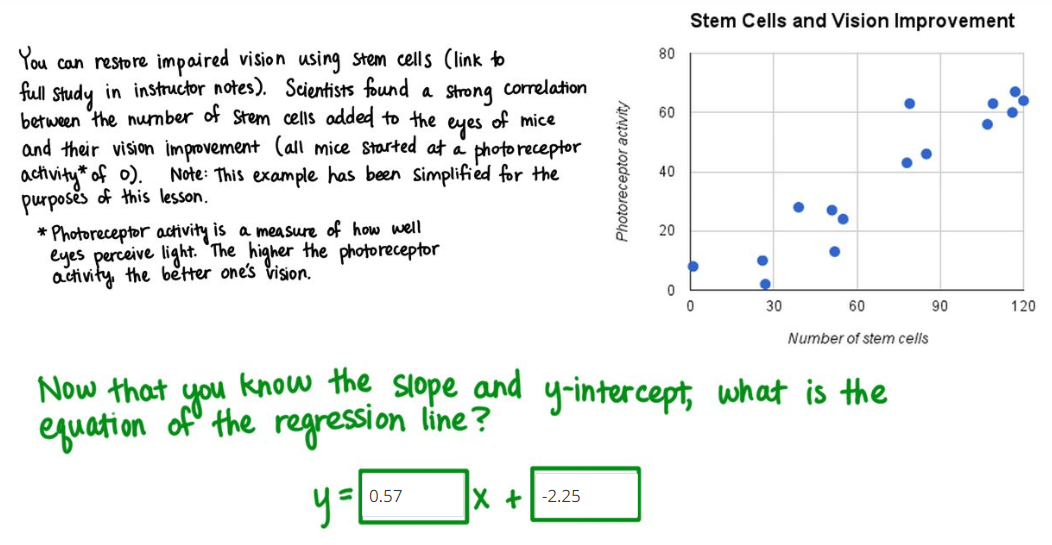 Stem Cells and Vision Improvement
You can restore impaired vision using stem cells (link to
full study in instructor notes). Scientists found a strong correlation
between the number of stem cells added to the eyes of mice
and their vision improvement (all mice started at a photoreceptor
activity* of 0). Note: This example has been simplified for the
purposes of this lesson.
* Photoreceptor activity is a measure of how well
eyes perceive light. The higher the photoreceptor
activity, the better one's vision.
Photoreceptor activity
80
60
40
20
0
0 30 60 90 120
Number of stem cells
Now that you know the slope and y-intercept, what is the
equation of the regression line?
y = 0.57 x + -2.25